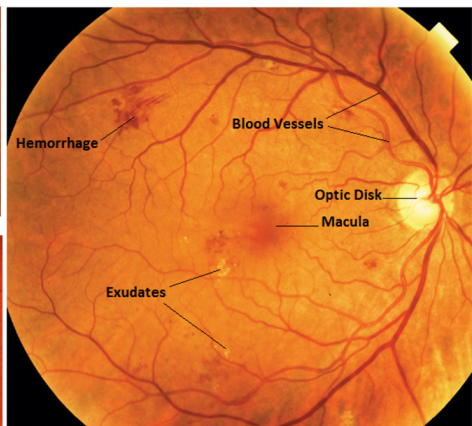 Hemorrhage
Blood Vessels
Optic Disk
Macula
Exudates